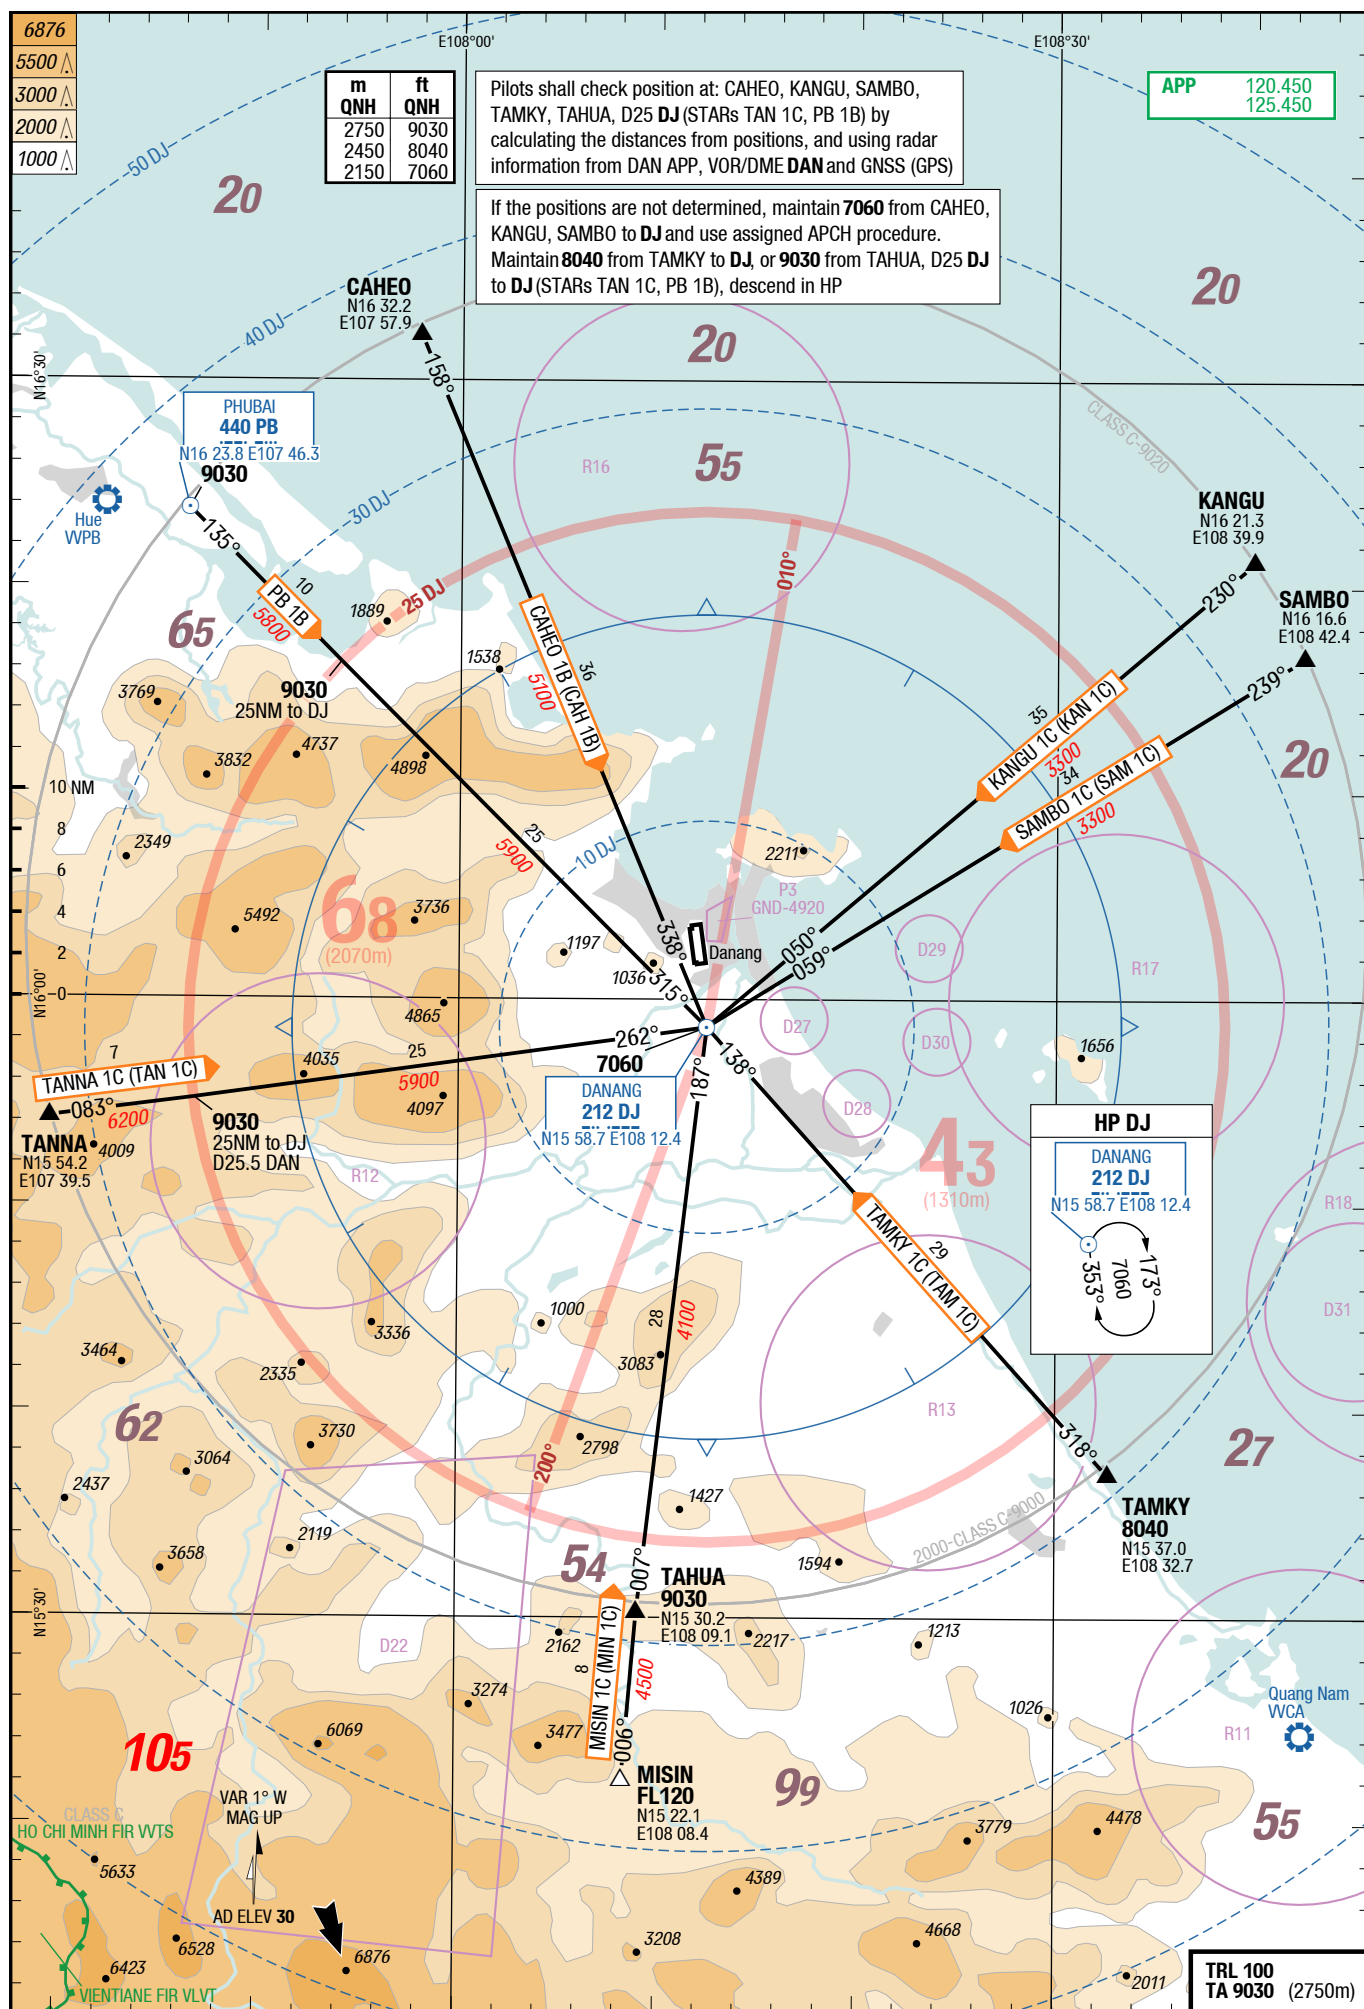 6876
5500
3000
2000
1000
E108°00'
E108°30'
m ft
QNH QNH
2750 9030
2450 8040
2150 7060
Pilots shall check position at: CAHEO, KANGU, SAMBO,
TAMKY, TAHUA, D25 DJ (STARs TAN 1C, PB 1B) by
calculating the distances from positions, and using radar
information from DAN APP, VOR/DME DAN and GNSS (GPS)
If the positions are not determined, maintain 7060 from CAHEO,
KANGU, SAMBO to DJ and use assigned APCH procedure.
Maintain 8040 from TAMKY to DJ, or 9030 from TAHUA, D25 DJ
to DJ (STARs TAN 1C, PB 1B), descend in HP
APP 120.450
125.450
50 DJ
20
20
20
CAHEO
N16 32.2
E107 57.9
40 DJ
158°
N16°30'
PHUBAI
440 PB
N16 23.8 E107 46.3
9030
Hue
VVPB
135°
30 DJ
R16
55
CLASS C-9020
KANGU
N16 21.3
E108 39.9
230°
SAMBO
N16 16.6
E108 42.4
239°
010°
PB 1B
10
5800
1889
25 DJ
65
CAHEO 1B (CAH 1B)
36
5100
1538
9030
25NM to DJ
3769
3832
4737
4898
KANGU 1C (KAN 1C)
35
3300
SAMBO 1C (SAM 1C)
34
3300
20
10 NM
8
6
4
2
0
2349
25
5900
10 DJ
2211
P3
GND-4920
5492
68
(2070m)
3736
1197
1036
338°
315°
Danang
050°
059°
D29
R17
N16°00'
4865
262°
7060
D27
D30
1656
138°
187°
7
TANNA 1C (TAN 1C)
083°
6200
TANNA
N15 54.2
E107 39.5
4009
4035
25
5900
4097
9030
25NM to DJ
D25.5 DAN
DANANG
212 DJ
N15 58.7 E108 12.4
D28
43
(1310m)
HP DJ
DANANG
212 DJ
N15 58.7 E108 12.4
353°
7060
173°
R12
R18
D31
TAMKY 1C (TAM 1C)
29
1000
28
4100
3083
3336
3464
2335
R13
62
3730
3064
2437
2798
200°
318°
27
1427
TAMKY
8040
N15 37.0
E108 32.7
2119
3658
1594
2000-CLASS C-9000
54
007°
TAHUA
9030
N15 30.2
E108 09.1
N15°30'
D22
2162
2217
1213
MISIN 1C (MIN 1C)
8
4500
3274
3477
1026
Quang Nam
VVCA
R11
6069
105
006°
MISIN
FL120
N15 22.1
E108 08.4
99
55
VAR 1° W
MAG UP
CLASS C
HO CHI MINH FIR VVTS
5633
3779
4478
4389
AD ELEV 30
6528
6876
3208
4668
6423
VIENTIANE FIR VLVT
2011
TRL 100
TA 9030 (2750m)